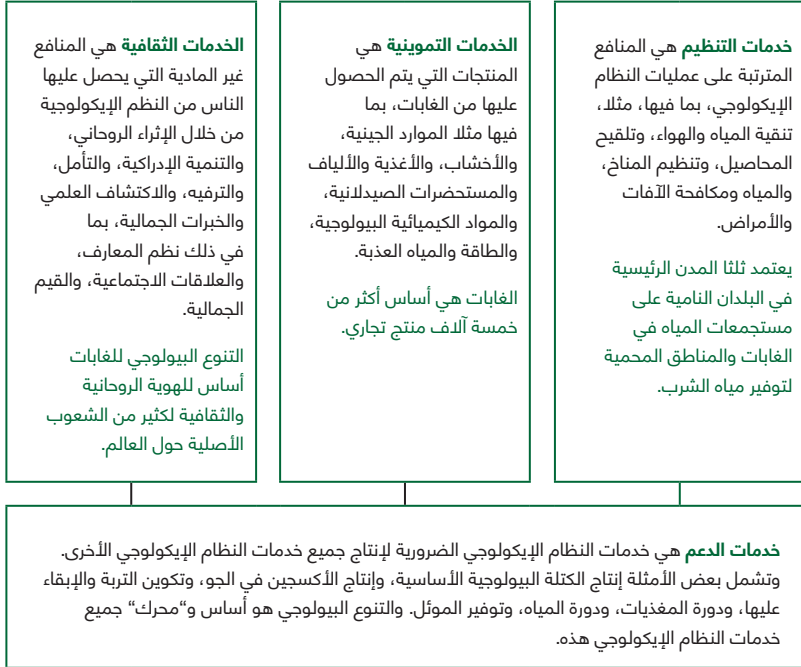 خدمات التنظيم هي المنافع
المترتبة على عمليات النظام
الإيكولوجي، بما فيها، مثلا،
تنقية المياه والهواء، وتلقيح
المحاصيل، وتنظيم المناخ،
والمياه ومكافحة الآفات
والأمراض.
يعتمد ثلثا المدن الرئيسية
في البلدان النامية على
مستجمعات المياه في
الغابات والمناطق المحمية
لتوفير مياه الشرب.
الخدمات التموينية هي
المنتجات التي يتم الحصول
عليها من الغابات، بما
فيها مثلا الموارد الجينية،
والأخشاب، والأغذية والألياف
والمستحضرات الصيدلانية،
والمواد الكيميائية البيولوجية،
والطاقة والمياه العذبة.
الغابات هي أساس أكثر من
خمسة آلاف منتج تجاري.
الخدمات الثقافية هي المنافع
غير المادية التي يحصل عليها
الناس من النظم الإيكولوجية
من خلال الإثراء الروحاني،
والتنمية الإدراكية، والتأمل،
والترفيه، والاكتشاف العلمي
والخبرات الجمالية، بما
في ذلك نظم المعارف،
والعلاقات الاجتماعية، والقيم
الجمالية.
التنوع البيولوجي للغابات
أساس للهوية الروحانية
والثقافية لكثير من الشعوب
الأصلية حول العالم.
خدمات الدعم هي خدمات النظام الإيكولوجي الضرورية لإنتاج جميع خدمات النظام الإيكولوجي الأخرى.
وتشمل بعض الأمثلة إنتاج الكتلة البيولوجية الأساسية، وإنتاج الأكسجين في الجو، وتكوين التربة والإبقاء
عليها، ودورة المغذيات، ودورة المياه، وتوفير الموئل. والتنوع البيولوجي هو أساس و“محرك“ جميع
خدمات النظام الإيكولوجي هذه.